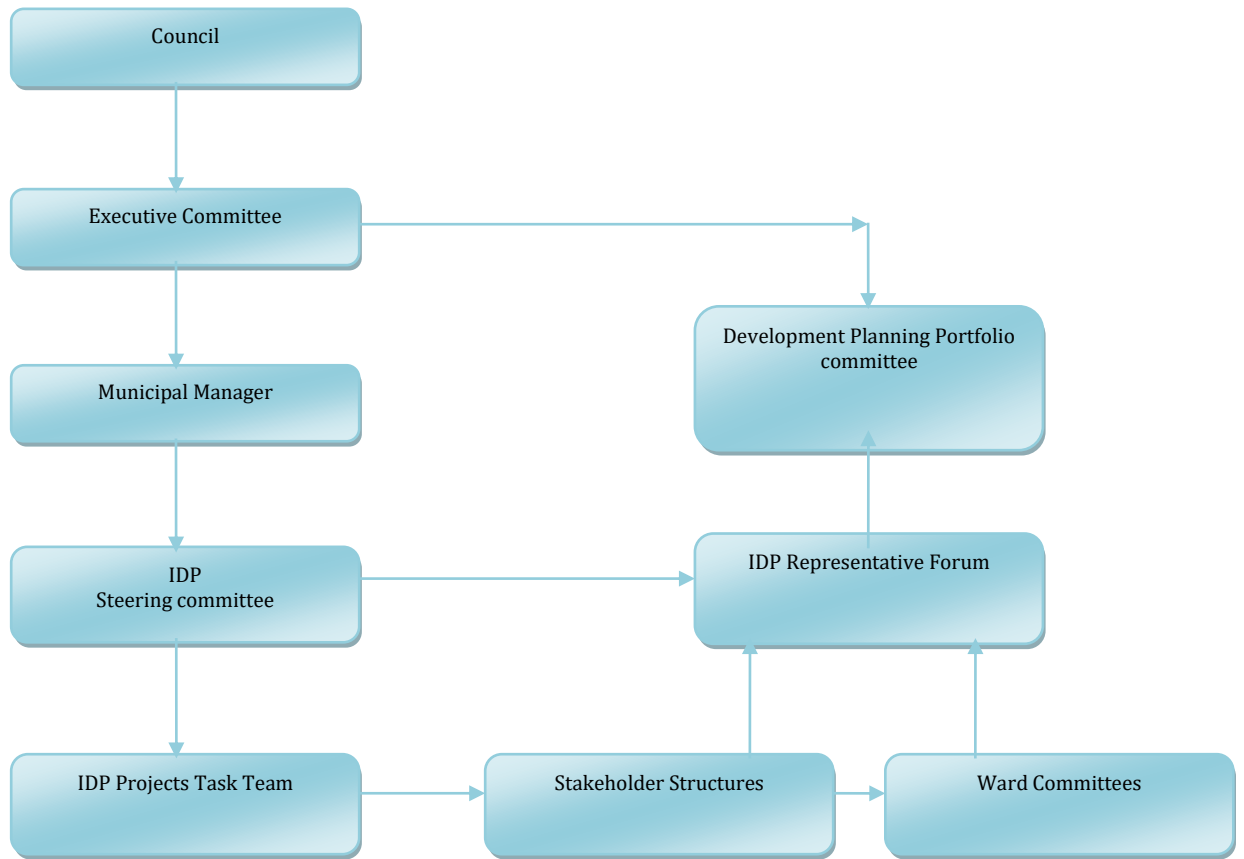 Council
Executive Committee
Development Planning Portfolio
committee
Municipal Manager
IDP
Steering committee
IDP Representative Forum
IDP Projects Task Team
Stakeholder Structures
Ward Committees